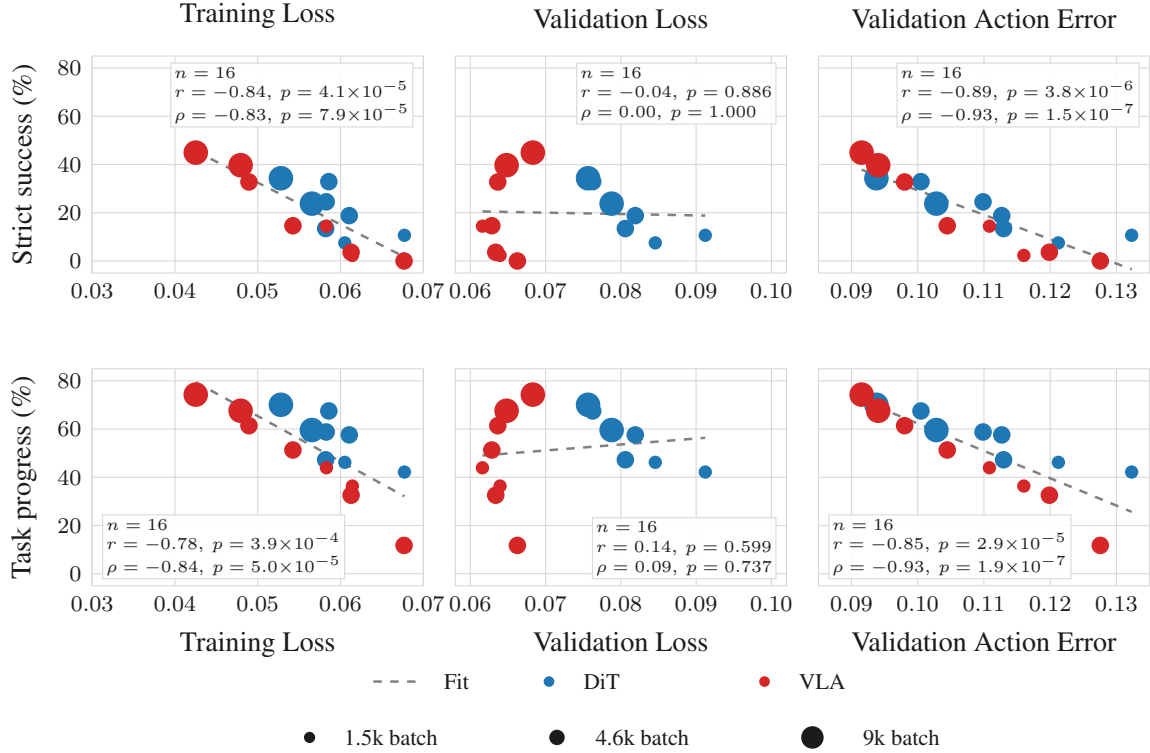 Training Loss
Validation Loss
Validation Action Error
Strict success (%)
80
60
40
20
0
n = 16
r = −0.84, p = 4.1×10⁻⁵
ρ = −0.83, p = 7.9×10⁻⁵
n = 16
r = −0.04, p = 0.886
ρ = 0.00, p = 1.000
n = 16
r = −0.89, p = 3.8×10⁻⁶
ρ = −0.93, p = 1.5×10⁻⁷
0.03 0.04 0.05 0.06 0.07
0.06 0.07 0.08 0.09 0.10
0.09 0.10 0.11 0.12 0.13
Task progress (%)
80
60
40
20
0
n = 16
r = −0.78, p = 3.9×10⁻⁴
ρ = −0.84, p = 5.0×10⁻⁵
n = 16
r = 0.14, p = 0.599
ρ = 0.09, p = 0.737
n = 16
r = −0.85, p = 2.9×10⁻⁵
ρ = −0.93, p = 1.9×10⁻⁷
0.03 0.04 0.05 0.06 0.07
0.06 0.07 0.08 0.09 0.10
0.09 0.10 0.11 0.12 0.13
Training Loss
Validation Loss
Validation Action Error
Fit DiT VLA
1.5k batch 4.6k batch 9k batch